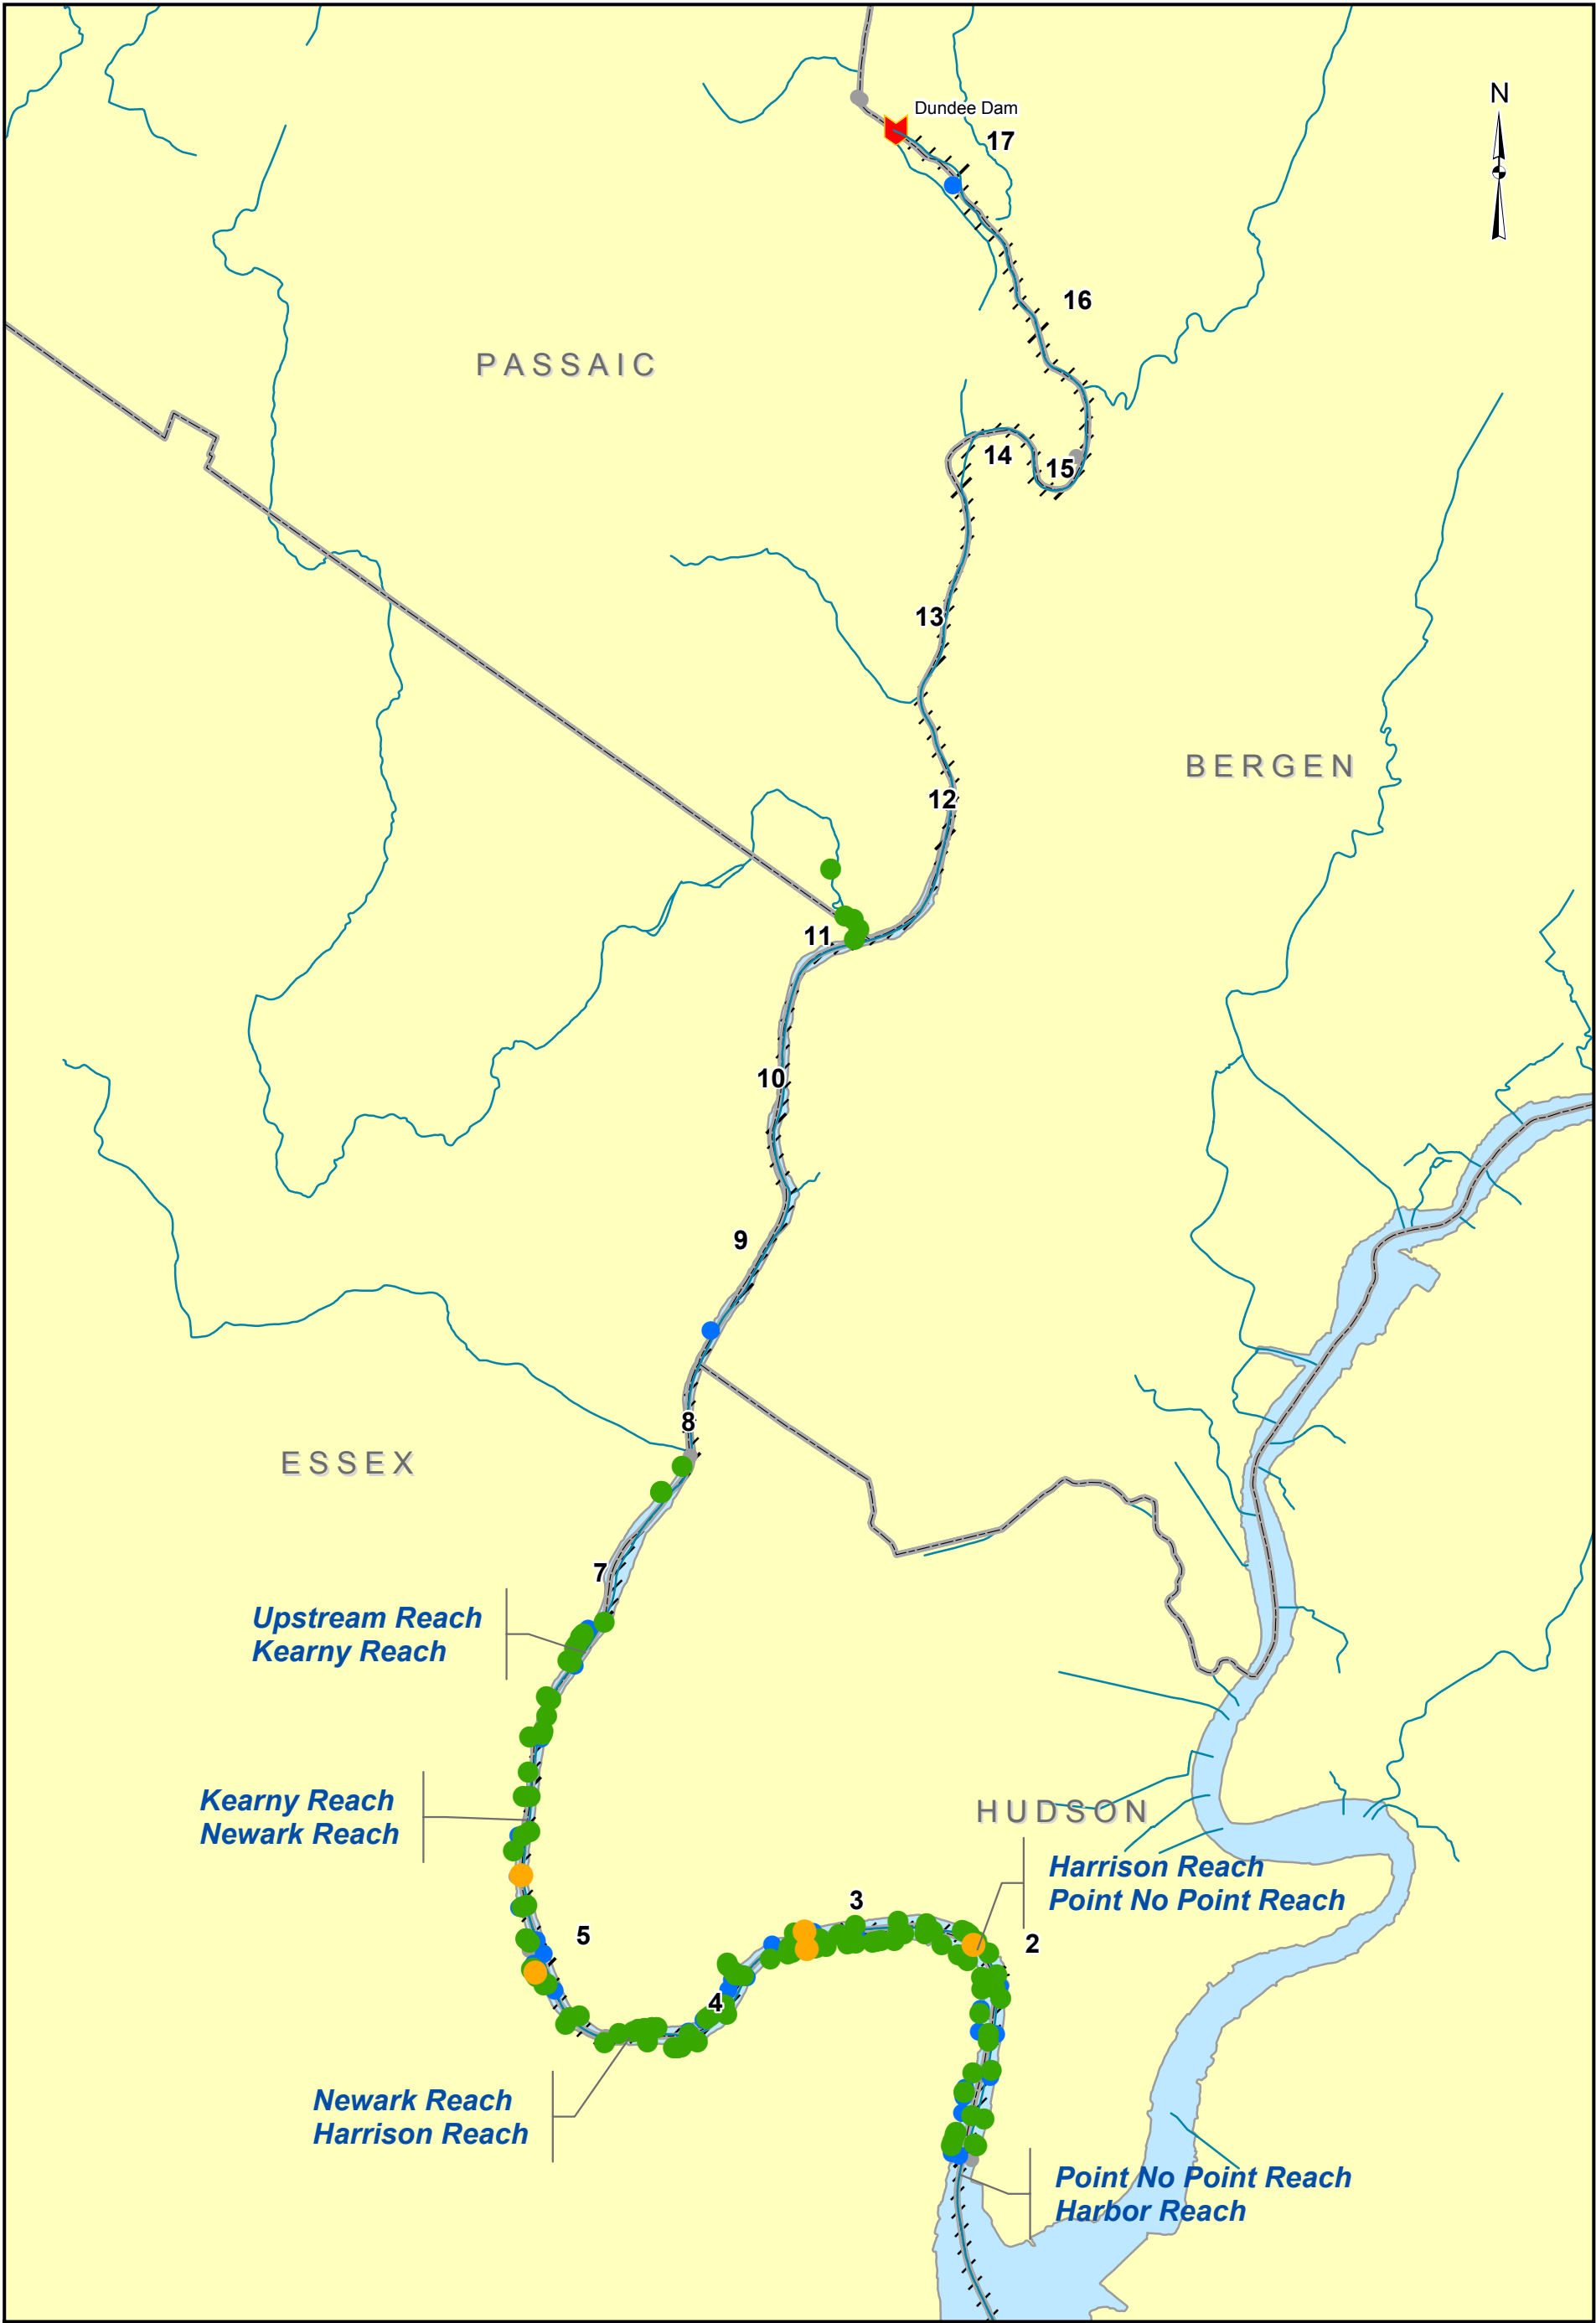 N
Dundee Dam
17
16
PASSAIC
14
15
13
BERGEN
12
11
10
9
8
ESSEX
7
Upstream Reach
Kearny Reach
Kearny Reach
Newark Reach
HUDSON
Harrison Reach
Point No Point Reach
3
5
2
4
Newark Reach
Harrison Reach
Point No Point Reach
Harbor Reach